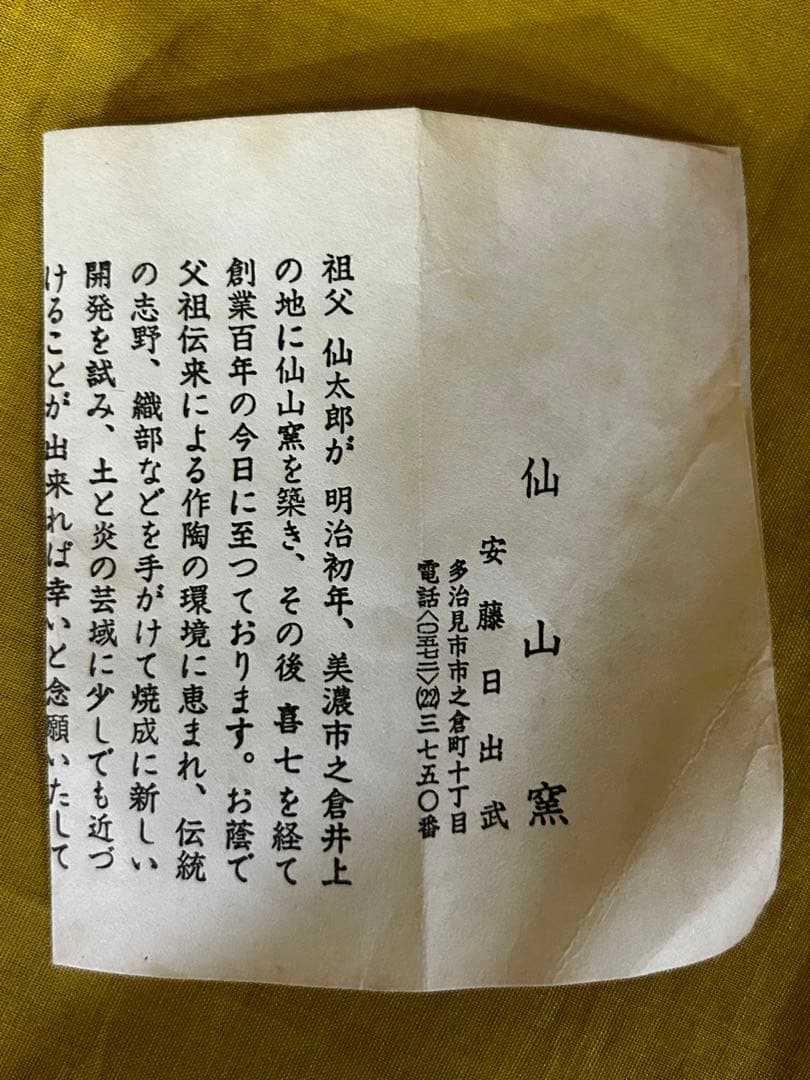 仙山窯
安藤日出武
多治見市市之倉町十丁目
電話〈〇五七二〉(22)三七五〇番
祖父 仙太郎が 明治初年、美濃市之倉井上
の地に仙山窯を築き、その後 喜七を経て
創業百年の今日に至つております。お蔭で
父祖伝来による作陶の環境に恵まれ、伝統
の志野、織部などを手がけて焼成に新しい
開発を試み、土と炎の芸域に少しでも近づ
けることが出来れば幸いと念願いたして